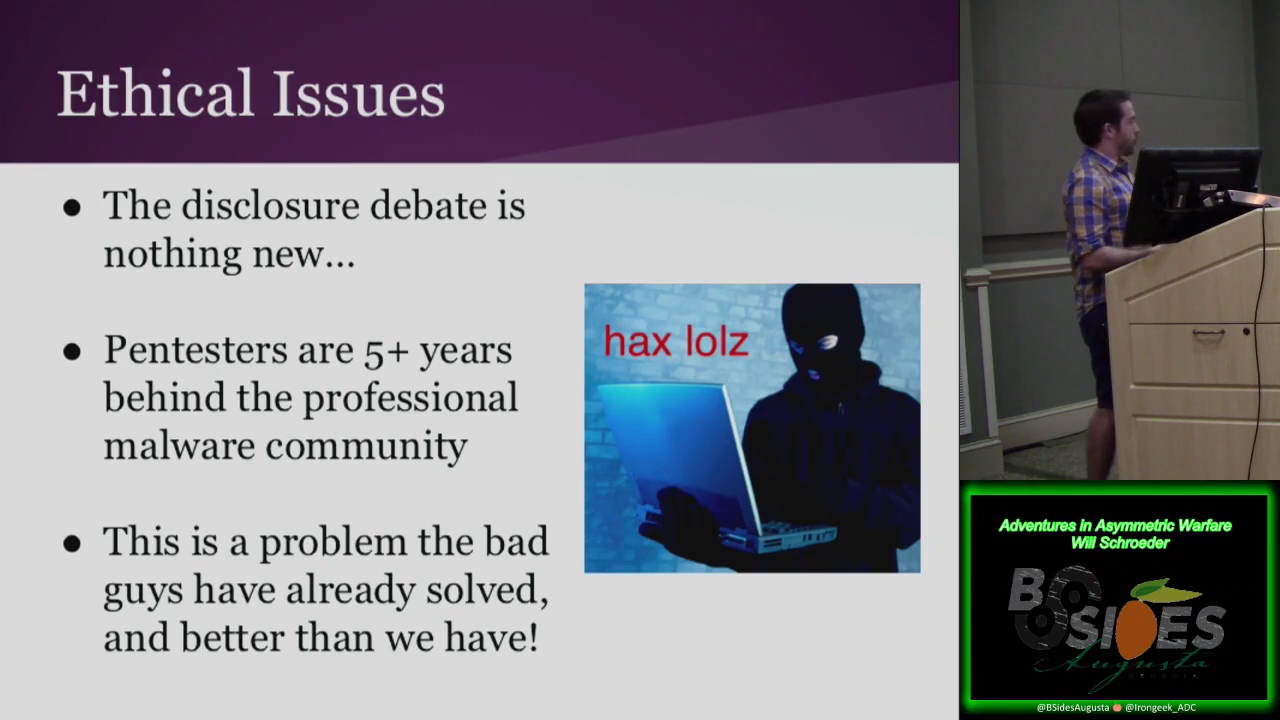 Ethical Issues
● The disclosure debate is
nothing new...
● Pentesters are 5+ years
behind the professional
malware community
● This is a problem the bad
guys have already solved,
and better than we have!
hax lolz
Adventures in Asymmetric Warfare
Will Schroeder
BSIDES
Augusta
GEORGIA
@BSidesAugusta @Irongeek_ADC